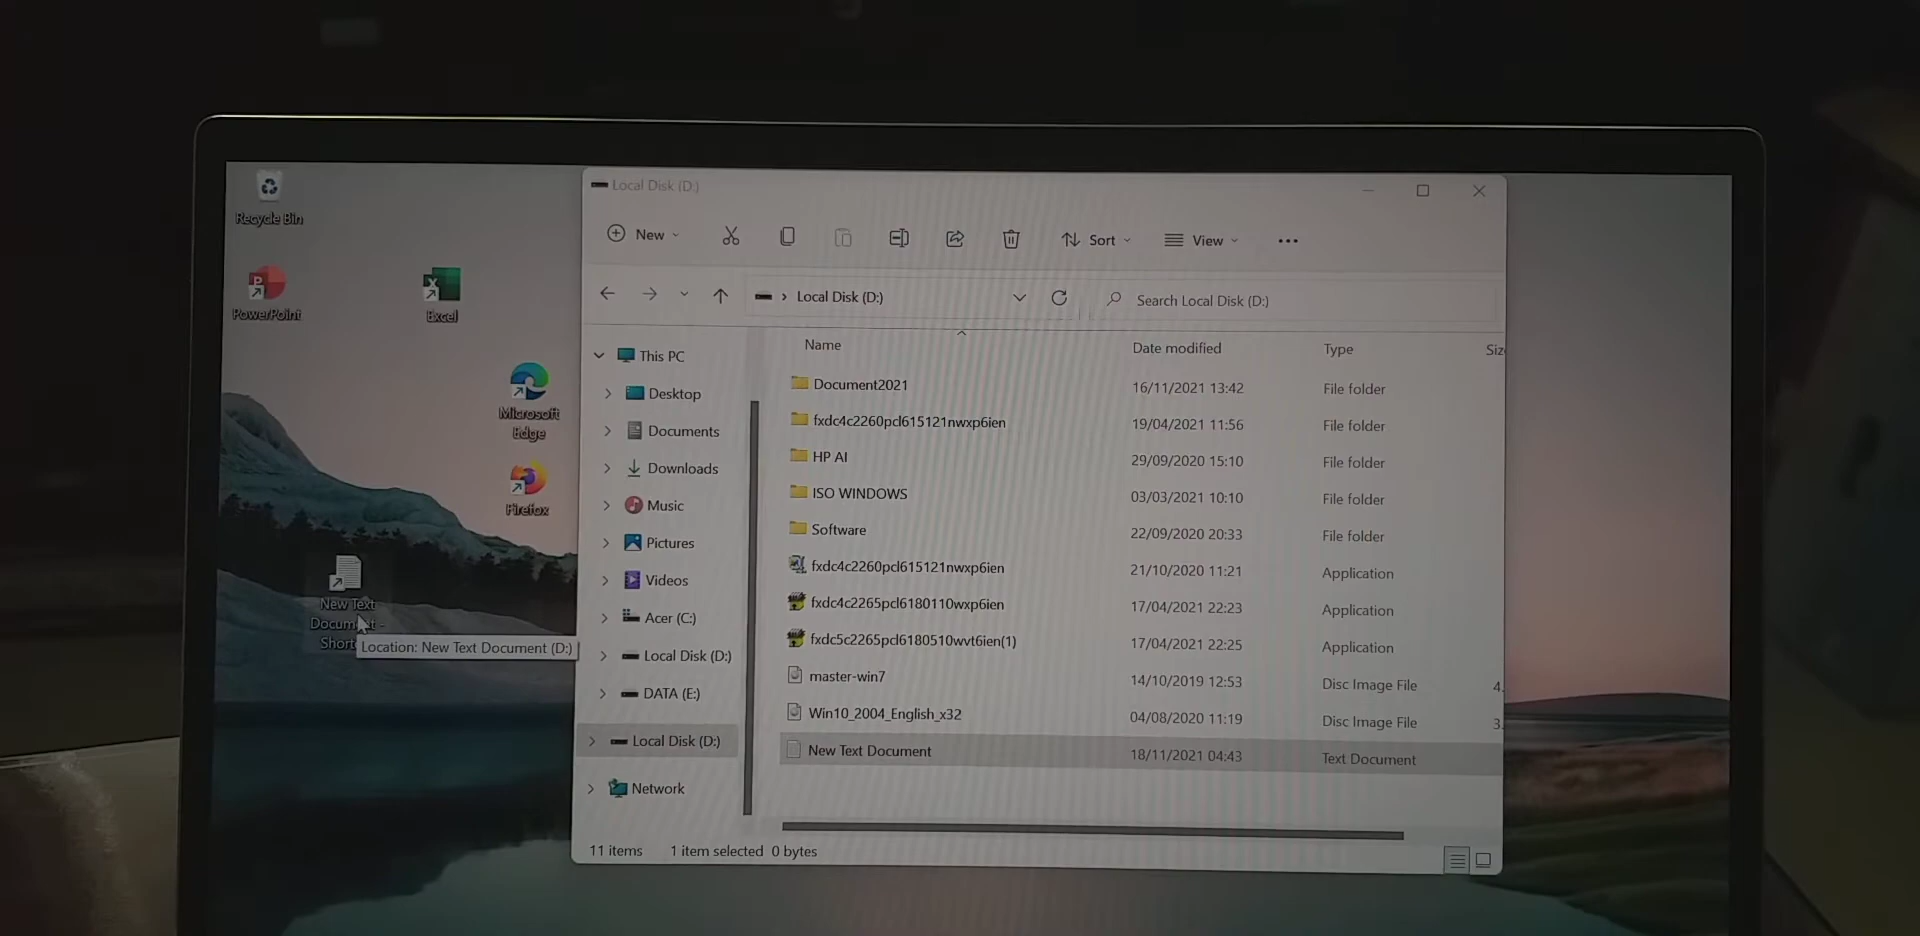 Recycle Bin
PowerPoint
Excel
Microsoft
Edge
Firefox
New Text
Location: New Text Document (D:)
Local Disk (D:)
New
Sort
View
Local Disk (D:)
Search Local Disk (D:)
This PC
Desktop
Documents
Downloads
Music
Pictures
Videos
Acer (C:)
Local Disk (D:)
DATA (E:)
Local Disk (D:)
Network
Name Date modified Type Siz
Document2021 16/11/2021 13:42 File folder
fxdc4c2260pcl615121nwxp6ien 19/04/2021 11:56 File folder
HP AI 29/09/2020 15:10 File folder
ISO WINDOWS 03/03/2021 10:10 File folder
Software 22/09/2020 20:33 File folder
fxdc4c2260pcl615121nwxp6ien 21/10/2020 11:21 Application
fxdc4c2265pcl6180110wxp6ien 17/04/2021 22:23 Application
fxdc5c2265pcl6180510wvt6ien(1) 17/04/2021 22:25 Application
master-win7 14/10/2019 12:53 Disc Image File 4.
Win10_2004_English_x32 04/08/2020 11:19 Disc Image File 3.
New Text Document 18/11/2021 04:43 Text Document
11 items 1 item selected 0 bytes